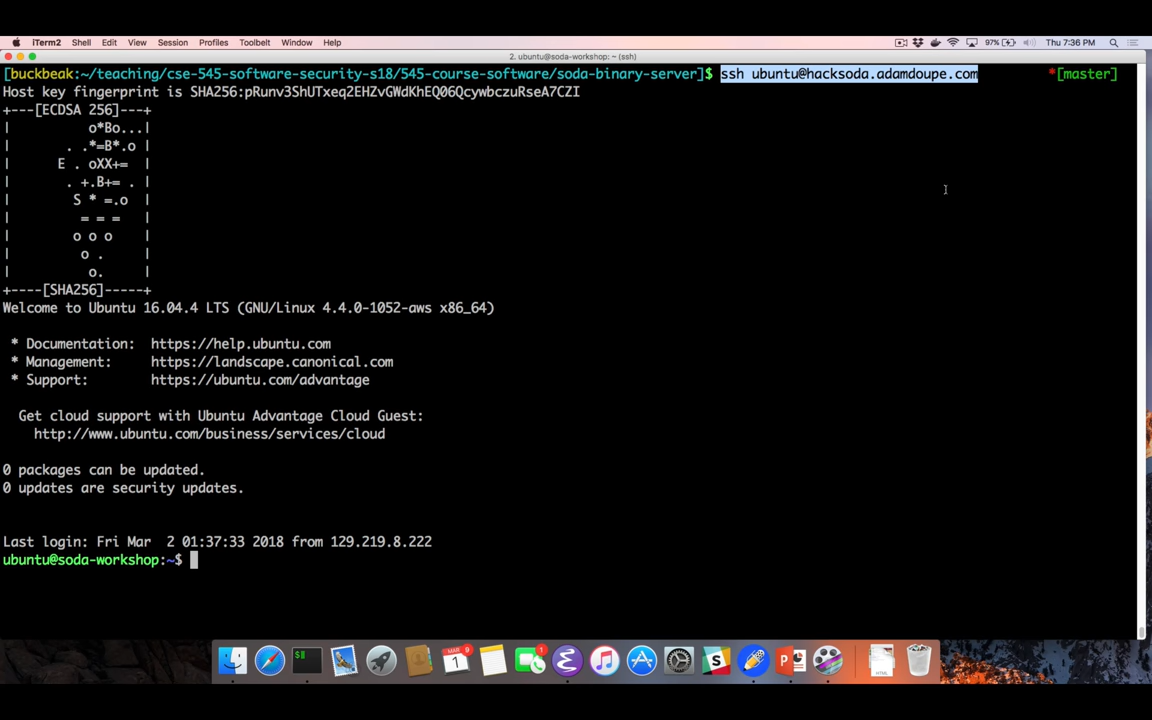 iTerm2 Shell Edit View Session Profiles Toolbelt Window Help 97% Thu 7:36 PM
2. ubuntu@soda-workshop: ~ (ssh)
[buckbeak:~/teaching/cse-545-software-security-s18/545-course-software/soda-binary-server]$ ssh ubuntu@hacksoda.adamdoupe.com *[master]
Host key fingerprint is SHA256:pRunv3ShUTxeq2EHZvGWdKhEQ06QcywbczuRseA7CZI
+---[ECDSA 256]---+
|          o*Bo...|
|       . .*=B*.o |
|      E . oXX+=  |
|       . +.B+= . |
|        S * =.o  |
|         = = =   |
|        o o o    |
|         o .     |
|          o.     |
+----[SHA256]-----+
Welcome to Ubuntu 16.04.4 LTS (GNU/Linux 4.4.0-1052-aws x86_64)
* Documentation:  https://help.ubuntu.com
* Management:     https://landscape.canonical.com
* Support:        https://ubuntu.com/advantage
Get cloud support with Ubuntu Advantage Cloud Guest:
http://www.ubuntu.com/business/services/cloud
0 packages can be updated.
0 updates are security updates.
Last login: Fri Mar  2 01:37:33 2018 from 129.219.8.222
ubuntu@soda-workshop:~$
$ MAR 9 1 1 S P HTML